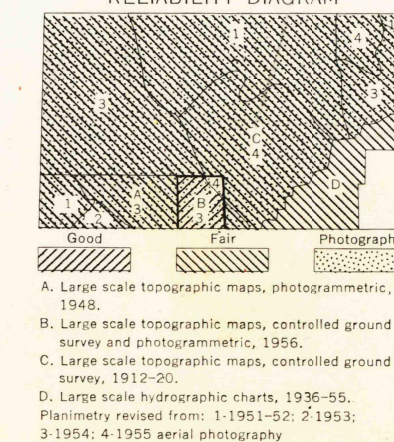 RELIABILITY DIAGRAM
1
4
3
3
C
4
D
4
1
2
A
3
B
3
Good Fair Photograph
A. Large scale topographic maps, photogrammetric,
1948.
B. Large scale topographic maps, controlled ground
survey and photogrammetric, 1956.
C. Large scale topographic maps, controlled ground
survey, 1912-20.
D. Large scale hydrographic charts, 1936-55.
Planimetry revised from: 1-1951-52; 2-1953;
3-1954; 4-1955 aerial photography